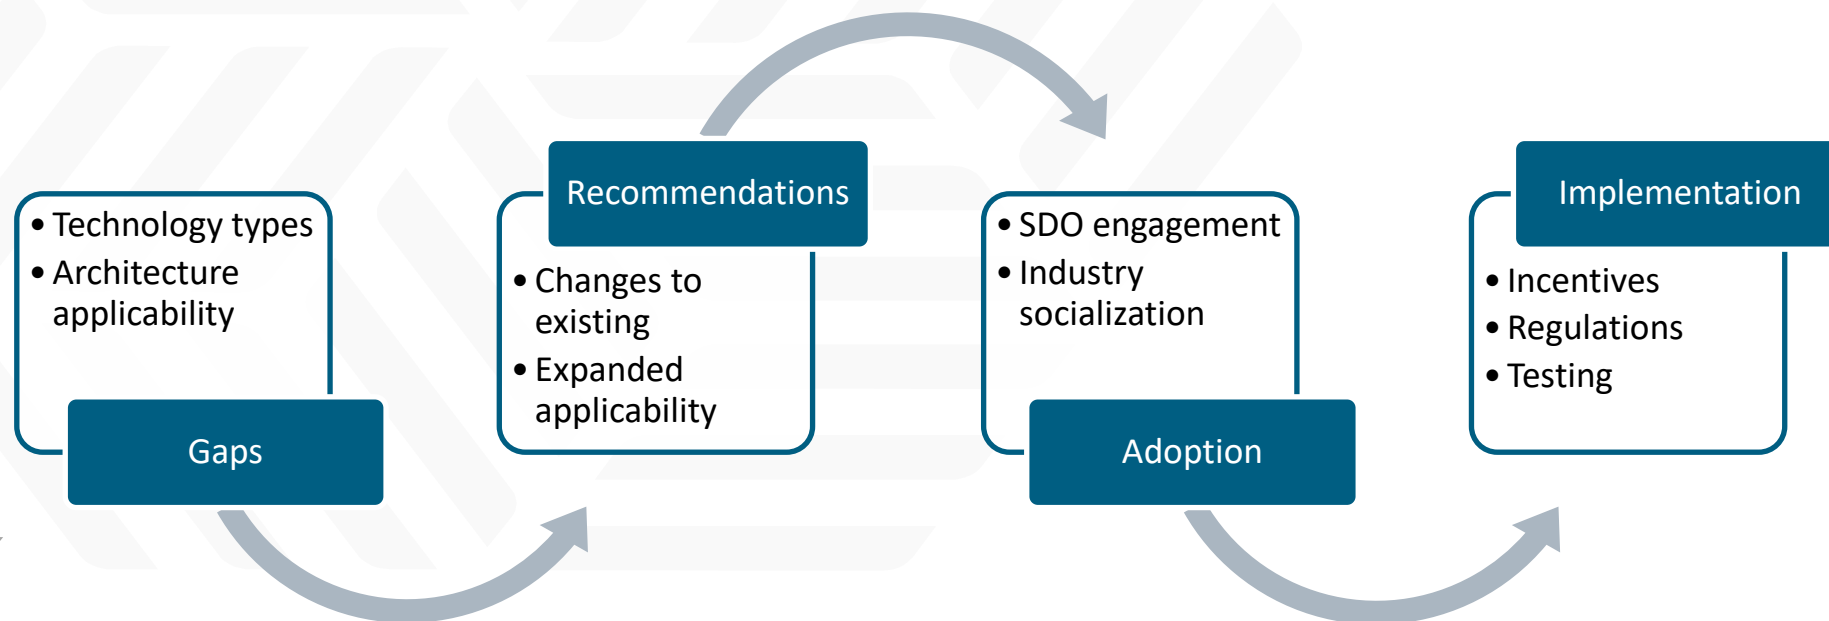 • Technology types
• Architecture
applicability
Gaps
Recommendations
• Changes to
existing
• Expanded
applicability
• SDO engagement
• Industry
socialization
Adoption
Implementation
• Incentives
• Regulations
• Testing